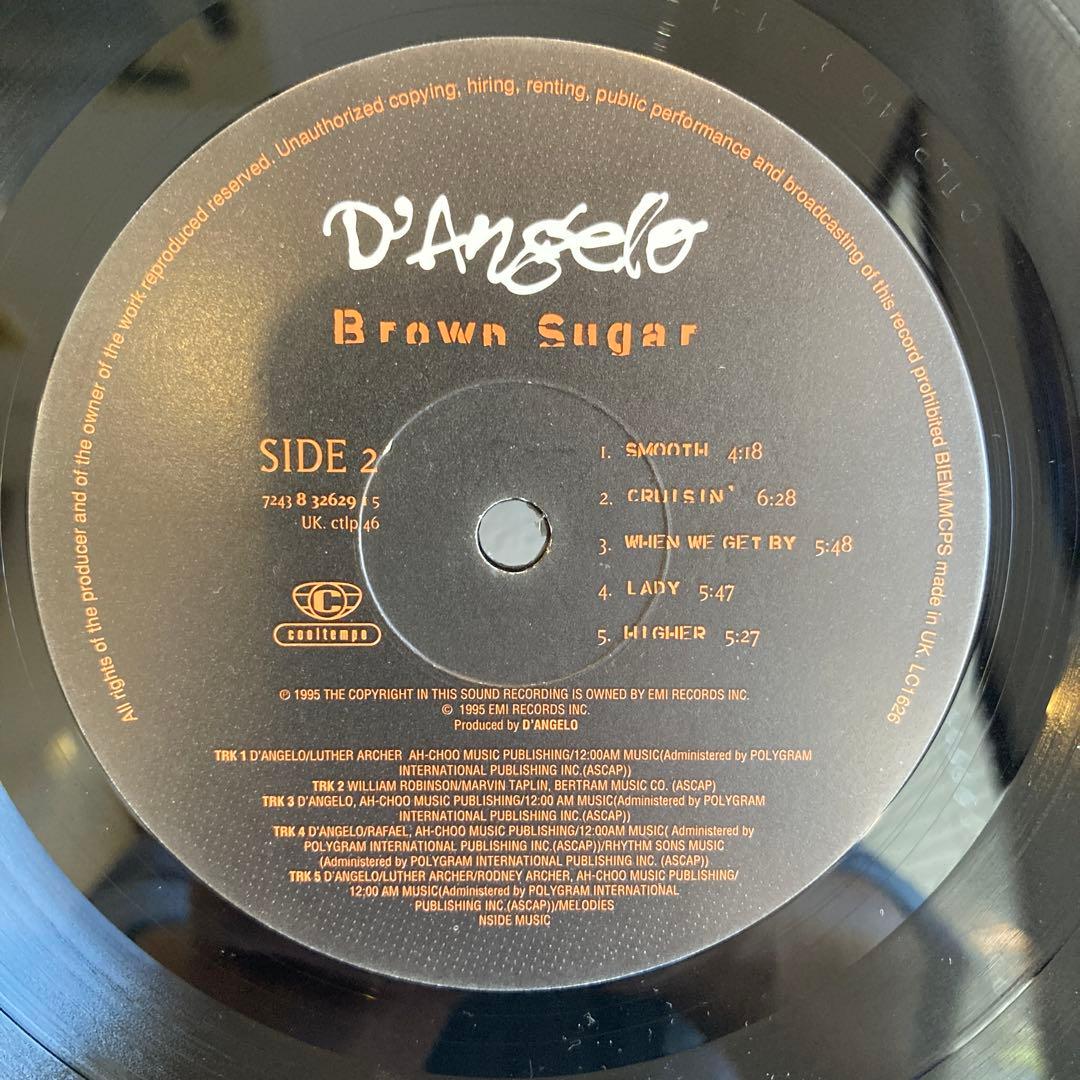 All rights of the producer and of the owner of the work reproduced reserved. Unauthorized copying, hiring, renting, public performance and broadcasting of this record prohibited BIEM/MCPS made in UK. LC1626
D'Angelo
Brown Sugar
SIDE 2
7243 8 32629 1 5
UK. ctlp 46
C
cooltempo
1. SMOOTH 4:18
2. CRUISIN' 6:28
3. WHEN WE GET BY 5:48
4. LADY 5:47
5. HIGHER 5:27
℗ 1995 THE COPYRIGHT IN THIS SOUND RECORDING IS OWNED BY EMI RECORDS INC.
© 1995 EMI RECORDS INC.
Produced by D'ANGELO
TRK 1 D'ANGELO/LUTHER ARCHER AH-CHOO MUSIC PUBLISHING/12:00AM MUSIC(Administered by POLYGRAM
INTERNATIONAL PUBLISHING INC.(ASCAP))
TRK 2 WILLIAM ROBINSON/MARVIN TAPLIN, BERTRAM MUSIC CO. (ASCAP)
TRK 3 D'ANGELO, AH-CHOO MUSIC PUBLISHING/12:00 AM MUSIC(Administered by POLYGRAM
INTERNATIONAL PUBLISHING INC.(ASCAP))
TRK 4 D'ANGELO/RAFAEL, AH-CHOO MUSIC PUBLISHING/12:00AM MUSIC( Administered by
POLYGRAM INTERNATIONAL PUBLISHING INC.(ASCAP))/RHYTHM SONS MUSIC
(Administered by POLYGRAM INTERNATIONAL PUBLISHING INC. (ASCAP))
TRK 5 D'ANGELO/LUTHER ARCHER/RODNEY ARCHER, AH-CHOO MUSIC PUBLISHING/
12:00 AM MUSIC(Administered by POLYGRAM INTERNATIONAL
PUBLISHING INC.(ASCAP))/MELODIES
NSIDE MUSIC